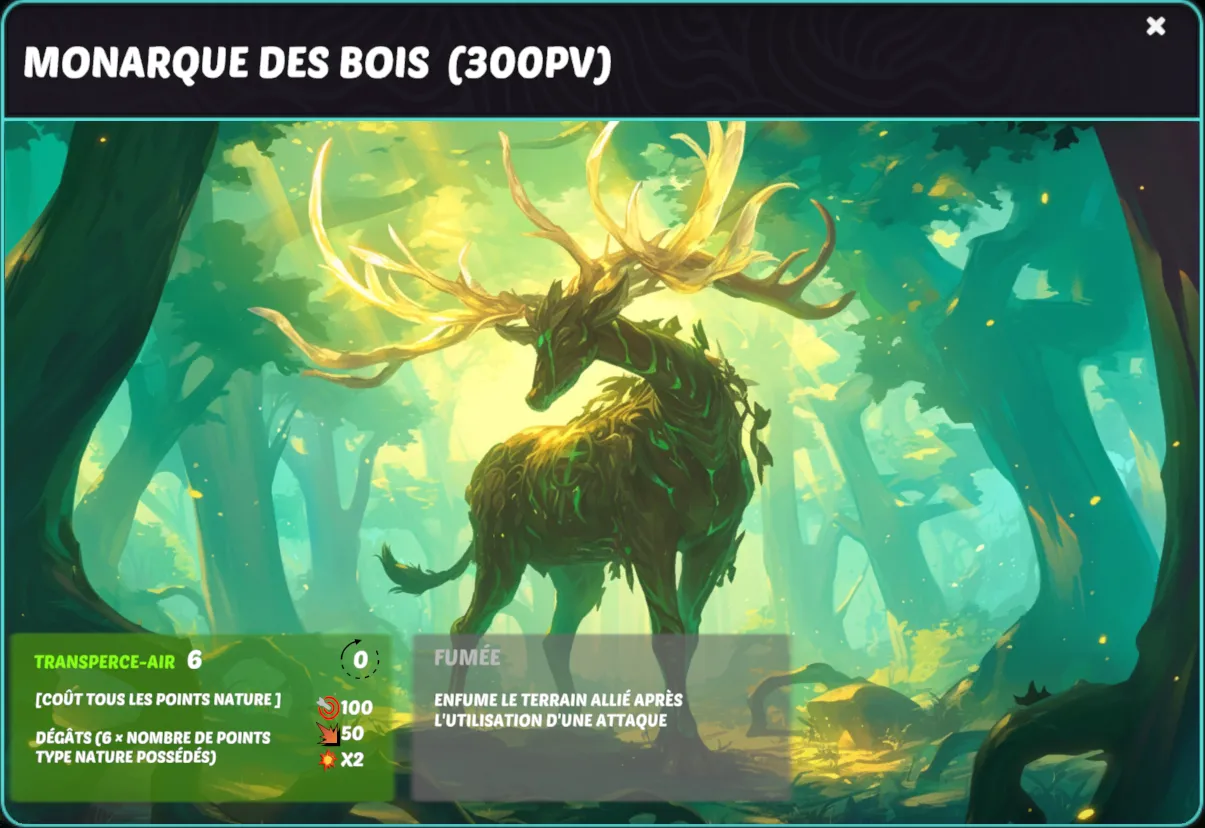 MONARQUE DES BOIS (300PV)
TRANSPERCE-AIR 6
0
[COÛT TOUS LES POINTS NATURE ]
100
DÉGÂTS (6 × NOMBRE DE POINTS
TYPE NATURE POSSÉDÉS)
50
X2
FUMÉE
ENFUME LE TERRAIN ALLIÉ APRÈS
L'UTILISATION D'UNE ATTAQUE